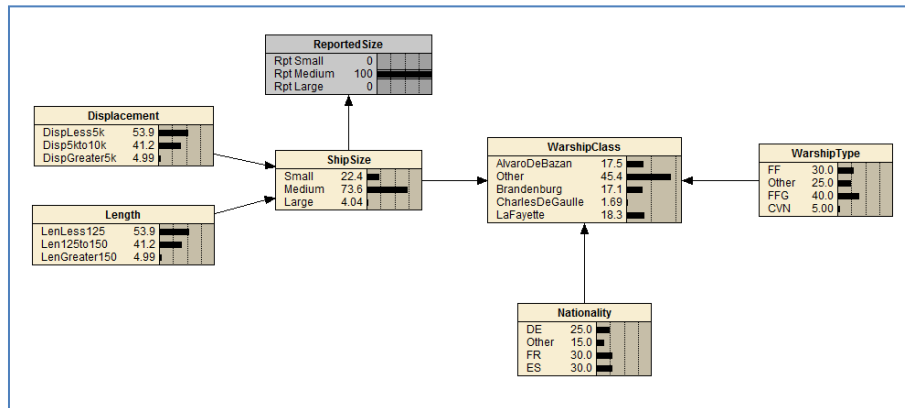 ReportedSize
Rpt Small 0
Rpt Medium 100
Rpt Large 0
Displacement
DispLess5k 53.9
Disp5kto10k 41.2
DispGreater5k 4.99
ShipSize
Small 22.4
Medium 73.6
Large 4.04
WarshipClass
AlvaroDeBazan 17.5
Other 45.4
Brandenburg 17.1
CharlesDeGaulle 1.69
LaFayette 18.3
WarshipType
FF 30.0
Other 25.0
FFG 40.0
CVN 5.00
Length
LenLess125 53.9
Len125to150 41.2
LenGreater150 4.99
Nationality
DE 25.0
Other 15.0
FR 30.0
ES 30.0